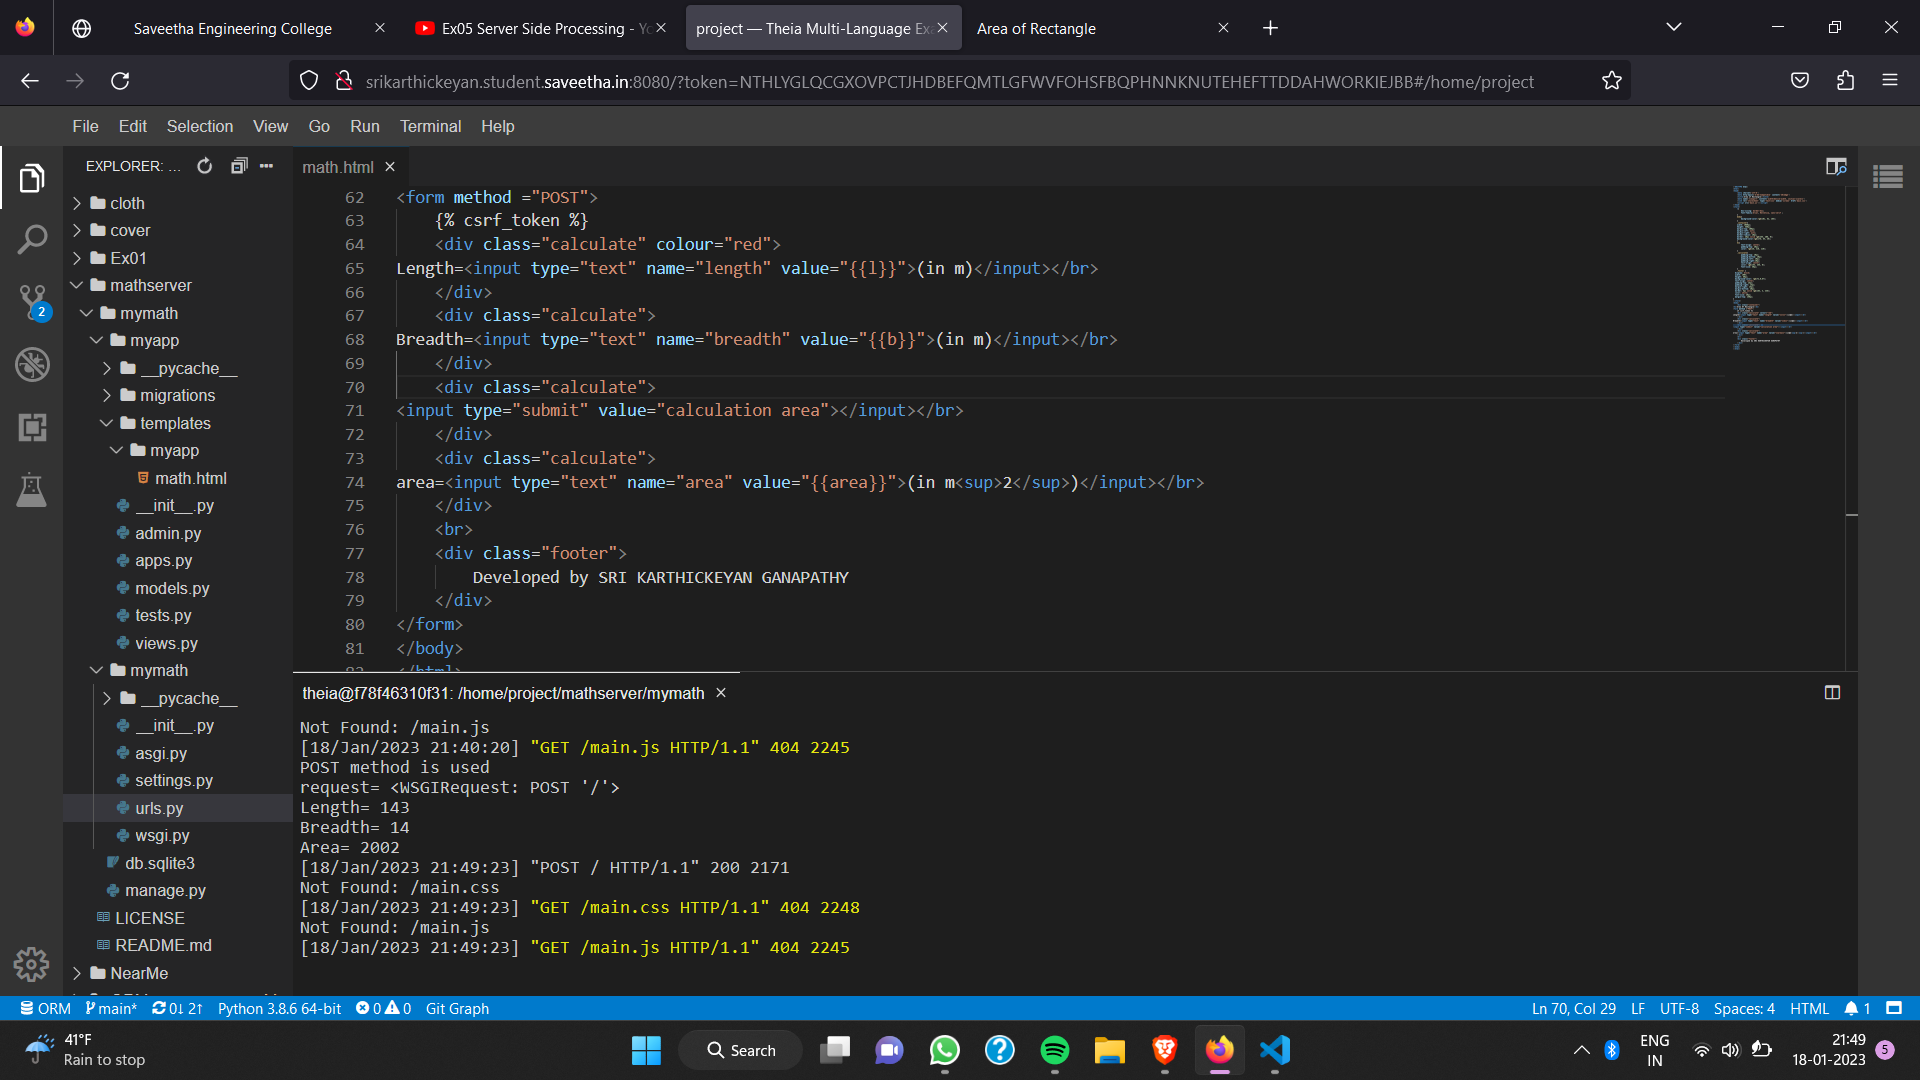 Saveetha Engineering College
Ex05 Server Side Processing - Yo
project — Theia Multi-Language Exa
Area of Rectangle
srikarthickeyan.student.saveetha.in:8080/?token=NTHLYGLQCGXOVPCTJHDBEFQMTLGFWVFOHSFBQPHNNNKNUTEHEFTTDDAHWORKIEJBB#/home/project
File Edit Selection View Go Run Terminal Help
EXPLORER: ...
cloth
cover
Ex01
mathserver
mymath
myapp
__pycache__
migrations
templates
myapp
math.html
__init__.py
admin.py
apps.py
models.py
tests.py
views.py
mymath
__pycache__
__init__.py
asgi.py
settings.py
urls.py
wsgi.py
db.sqlite3
manage.py
LICENSE
README.md
NearMe
2
math.html
62 <form method ="POST">
63 {% csrf_token %}
64 <div class="calculate" colour="red">
65 Length=<input type="text" name="length" value="{{l}}">(in m)</input></br>
66 </div>
67 <div class="calculate">
68 Breadth=<input type="text" name="breadth" value="{{b}}">(in m)</input></br>
69 </div>
70 <div class="calculate">
71 <input type="submit" value="calculation area"></input></br>
72 </div>
73 <div class="calculate">
74 area=<input type="text" name="area" value="{{area}}">(in m<sup>2</sup>)</input></br>
75 </div>
76 <br>
77 <div class="footer">
78 Developed by SRI KARTHICKEYAN GANAPATHY
79 </div>
80 </form>
81 </body>
82 </html>
theia@f78f46310f31: /home/project/mathserver/mymath
Not Found: /main.js
[18/Jan/2023 21:40:20] "GET /main.js HTTP/1.1" 404 2245
POST method is used
request= <WSGIRequest: POST '/'>
Length= 143
Breadth= 14
Area= 2002
[18/Jan/2023 21:49:23] "POST / HTTP/1.1" 200 2171
Not Found: /main.css
[18/Jan/2023 21:49:23] "GET /main.css HTTP/1.1" 404 2248
Not Found: /main.js
[18/Jan/2023 21:49:23] "GET /main.js HTTP/1.1" 404 2245
ORM main* 0↓ 2↑ Python 3.8.6 64-bit 0 0 Git Graph
Ln 70, Col 29 LF UTF-8 Spaces: 4 HTML 1
41°F
Rain to stop
Search
ENG
IN
21:49
18-01-2023
5